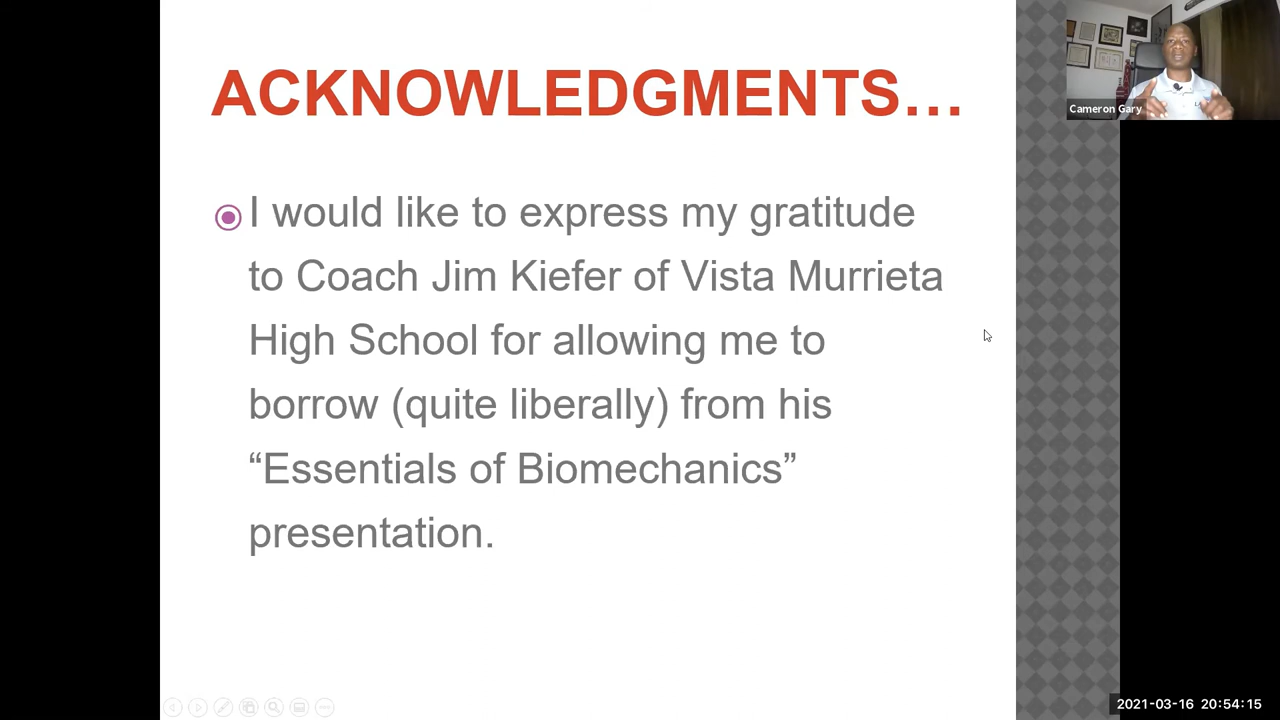 ACKNOWLEDGMENTS...
I would like to express my gratitude
to Coach Jim Kiefer of Vista Murrieta
High School for allowing me to
borrow (quite liberally) from his
“Essentials of Biomechanics”
presentation.
Cameron Gary
2021-03-16 20:54:15